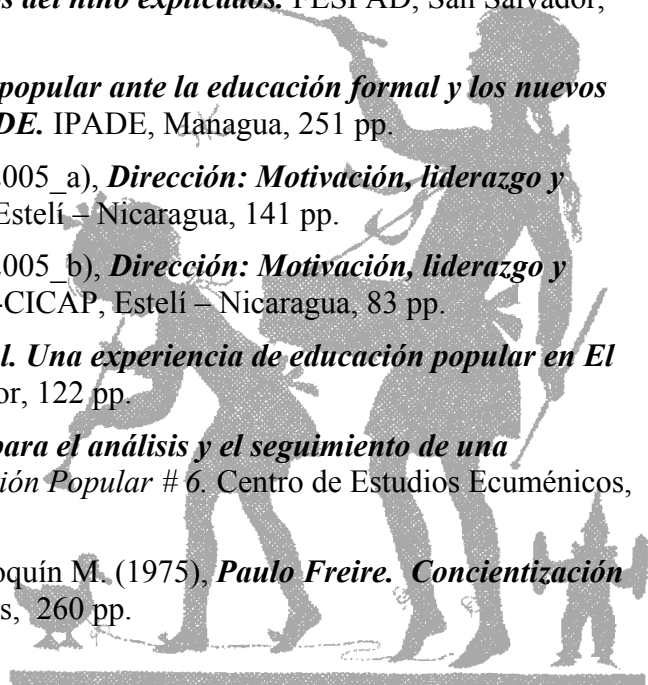 s del niño explicados. FESPAD, San Salvador,
popular ante la educación formal y los nuevos
DE. IPADE, Managua, 251 pp.
2005_a), Dirección: Motivación, liderazgo y
Estelí – Nicaragua, 141 pp.
2005_b), Dirección: Motivación, liderazgo y
-CICAP, Estelí – Nicaragua, 83 pp.
l. Una experiencia de educación popular en El
or, 122 pp.
para el análisis y el seguimiento de una
ión Popular # 6. Centro de Estudios Ecuménicos,
oquín M. (1975), Paulo Freire. Concientización
s, 260 pp.